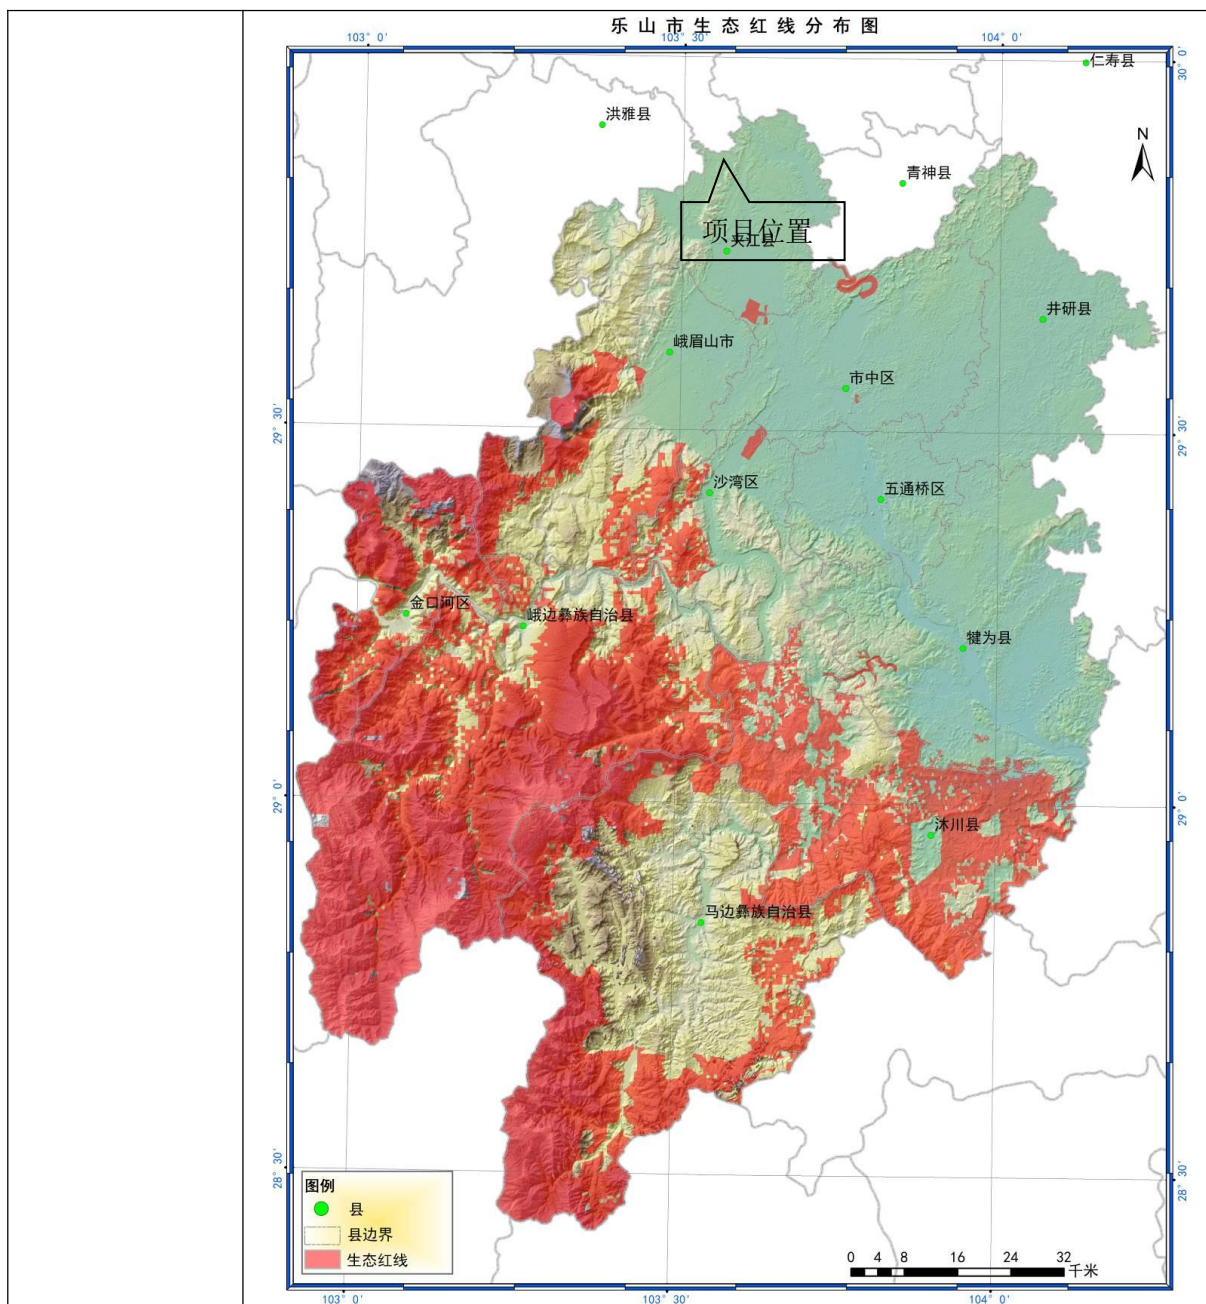 乐山市生态红线分布图
103° 0'
103° 30'
104° 0'
30° 0'
仁寿县
洪雅县
N
青神县
项目位置
夹江县
井研县
峨眉山市
市中区
29° 30'
29° 30'
沙湾区
五通桥区
金口河区
峨边彝族自治县
犍为县
29° 0'
29° 0'
沐川县
马边彝族自治县
28° 30'
28° 30'
图例
县
县边界
生态红线
0 4 8 16 24 32
千米
103° 0'
103° 30'
104° 0'